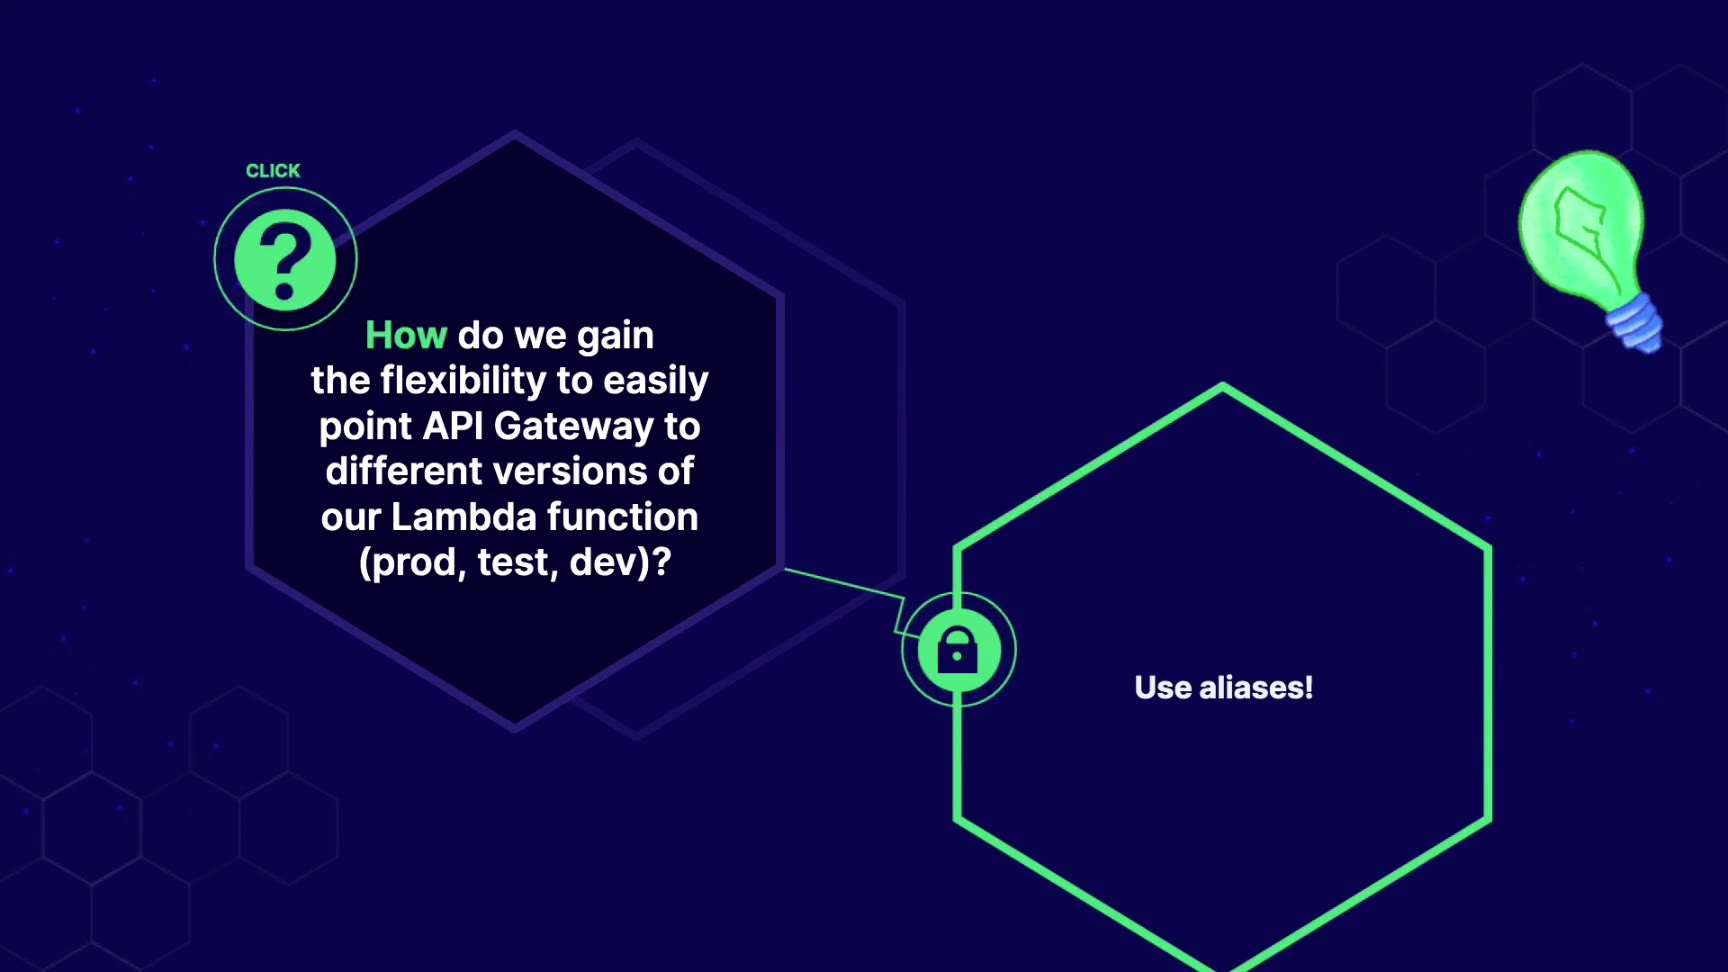 CLICK
?
How do we gain
the flexibility to easily
point API Gateway to
different versions of
our Lambda function
(prod, test, dev)?
Use aliases!